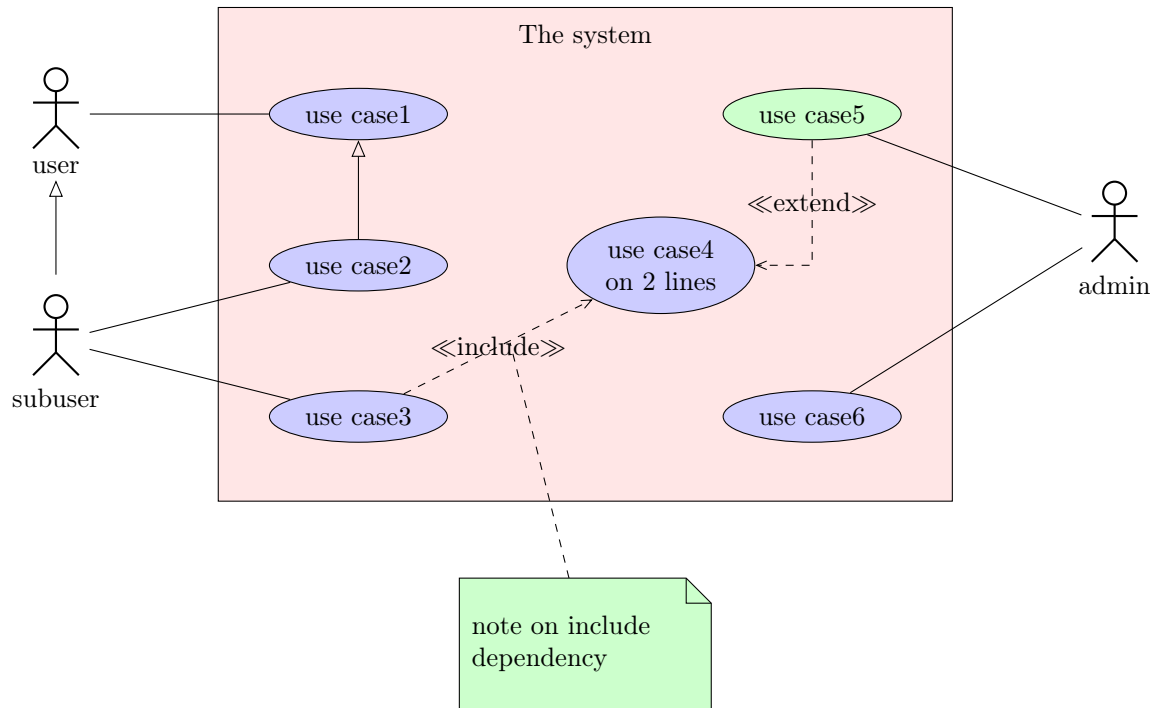 The system
user
use case1
use case5
≪extend≫
use case2
use case4
on 2 lines
admin
≪include≫
subuser
use case3
use case6
note on include
dependency